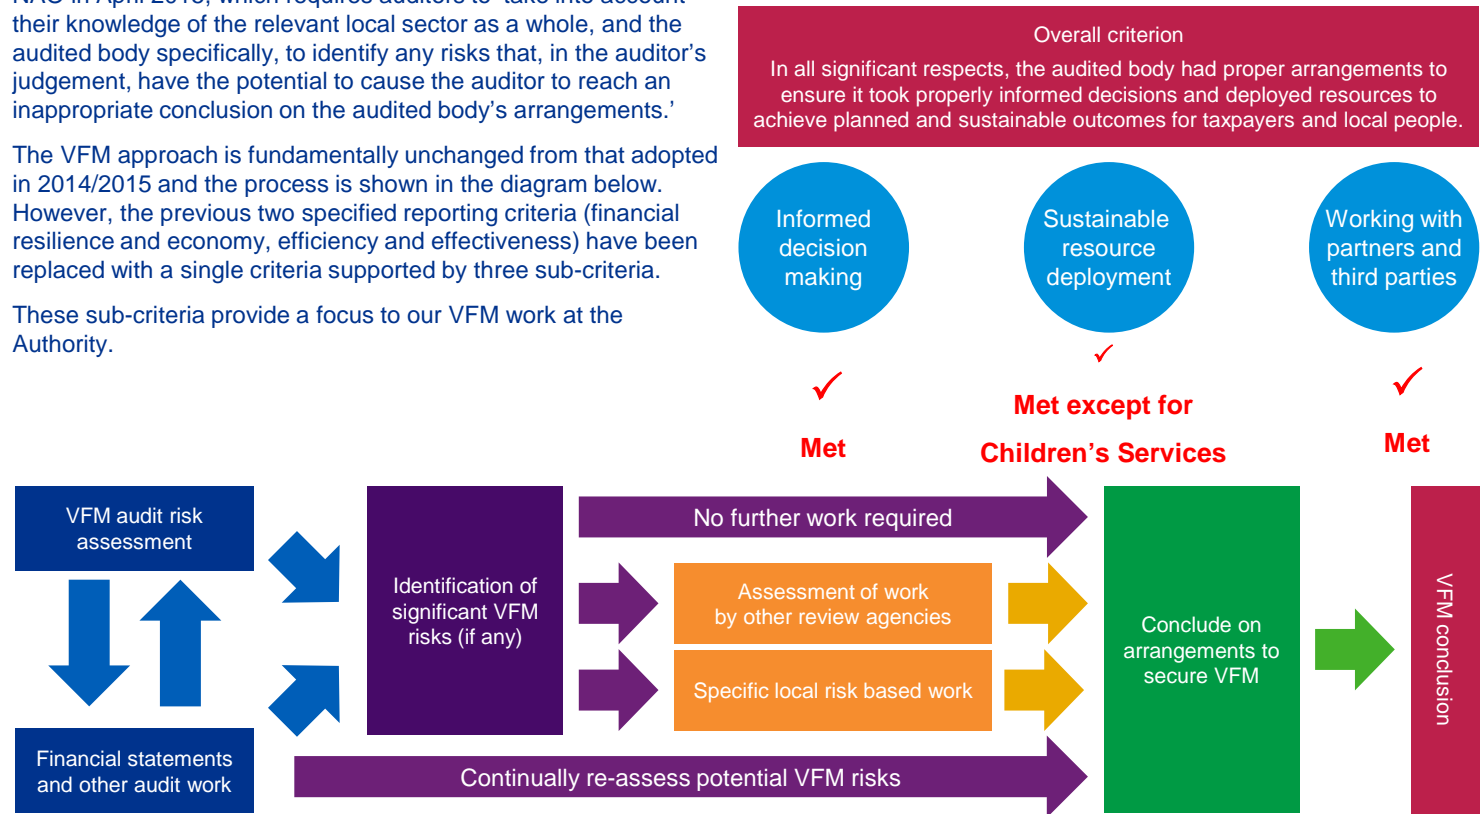 their knowledge of the relevant local sector as a whole, and the
audited body specifically, to identify any risks that, in the auditor's
judgement, have the potential to cause the auditor to reach an
inappropriate conclusion on the audited body's arrangements.'
The VFM approach is fundamentally unchanged from that adopted
in 2014/2015 and the process is shown in the diagram below.
However, the previous two specified reporting criteria (financial
resilience and economy, efficiency and effectiveness) have been
replaced with a single criteria supported by three sub-criteria.
These sub-criteria provide a focus to our VFM work at the
Authority.
Overall criterion
In all significant respects, the audited body had proper arrangements to
ensure it took properly informed decisions and deployed resources to
achieve planned and sustainable outcomes for taxpayers and local people.
Informed
decision
making
Sustainable
resource
deployment
Working with
partners and
third parties
✓
Met
✓
Met except for
Children's Services
✓
Met
VFM audit risk
assessment
Financial statements
and other audit work
Identification of
significant VFM
risks (if any)
No further work required
Assessment of work
by other review agencies
Specific local risk based work
Continually re-assess potential VFM risks
Conclude on
arrangements to
secure VFM
VFM conclusion